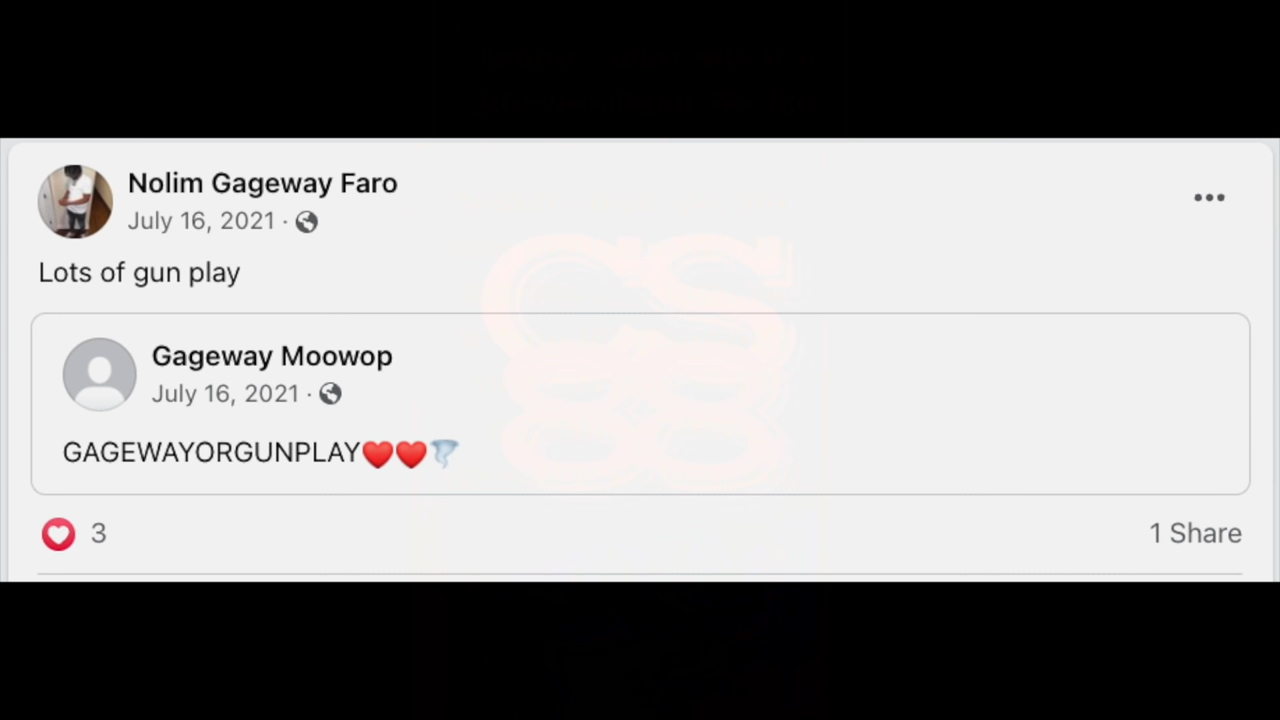 Nolim Gageway Faro
July 16, 2021 ·
Lots of gun play
Gageway Moowop
July 16, 2021 ·
GAGEWAYORGUNPLAY❤️❤️🌪️
3
1 Share